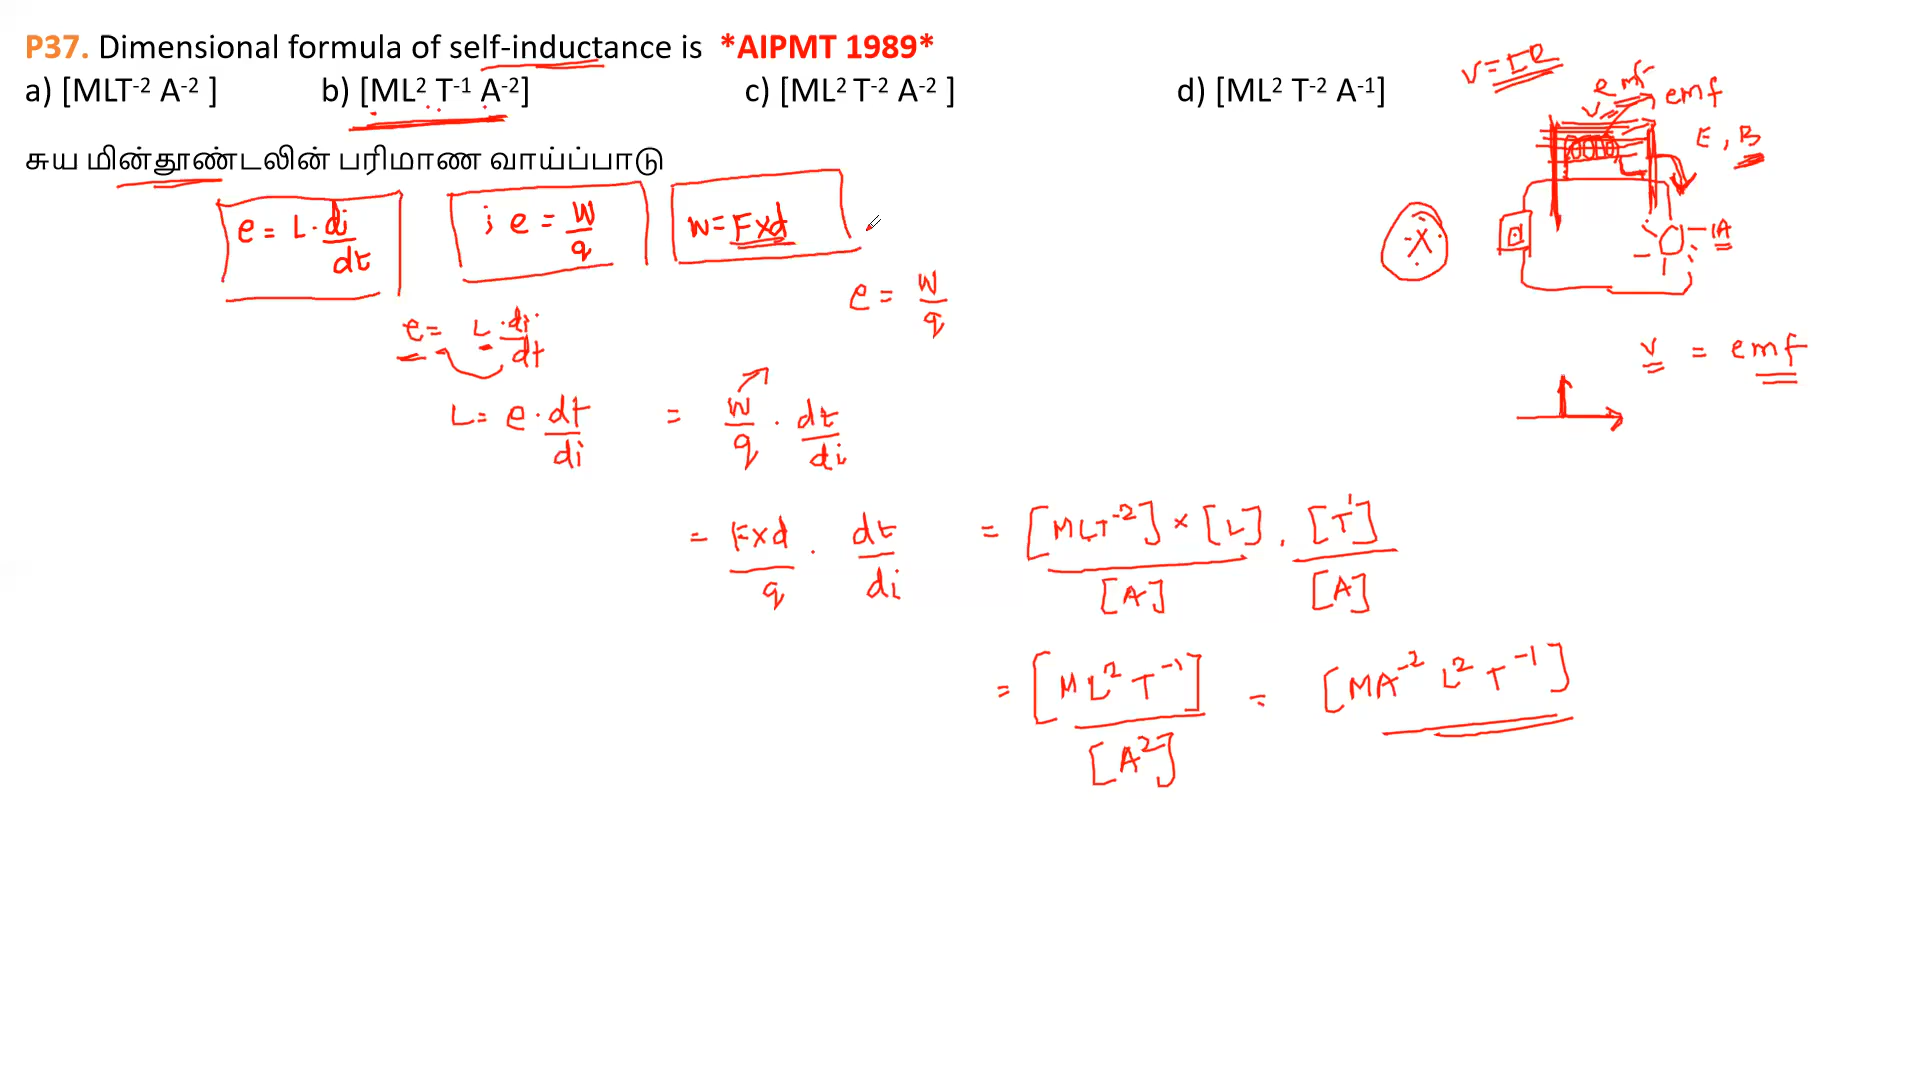 P37. Dimensional formula of self-inductance is *AIPMT 1989*
a) [MLT-2 A-2 ] b) [ML2 T-1 A-2] c) [ML2 T-2 A-2 ] d) [ML2 T-2 A-1]
சுய மின்தூண்டலின் பரிமாண வாய்ப்பாடு
V = IR
emf
V
emf
E , B
e = L . di/dt ; e = W/q W = F x d
1A
e = W/q
e = L . di/dt
V = emf
L = e . dt/di = W/q . dt/di
= F x d/q . dt/di = [MLT-2] x [L]/[A] . [T1]/[A]
= [ML2 T-1]/[A2] = [MA-2 L2 T-1]